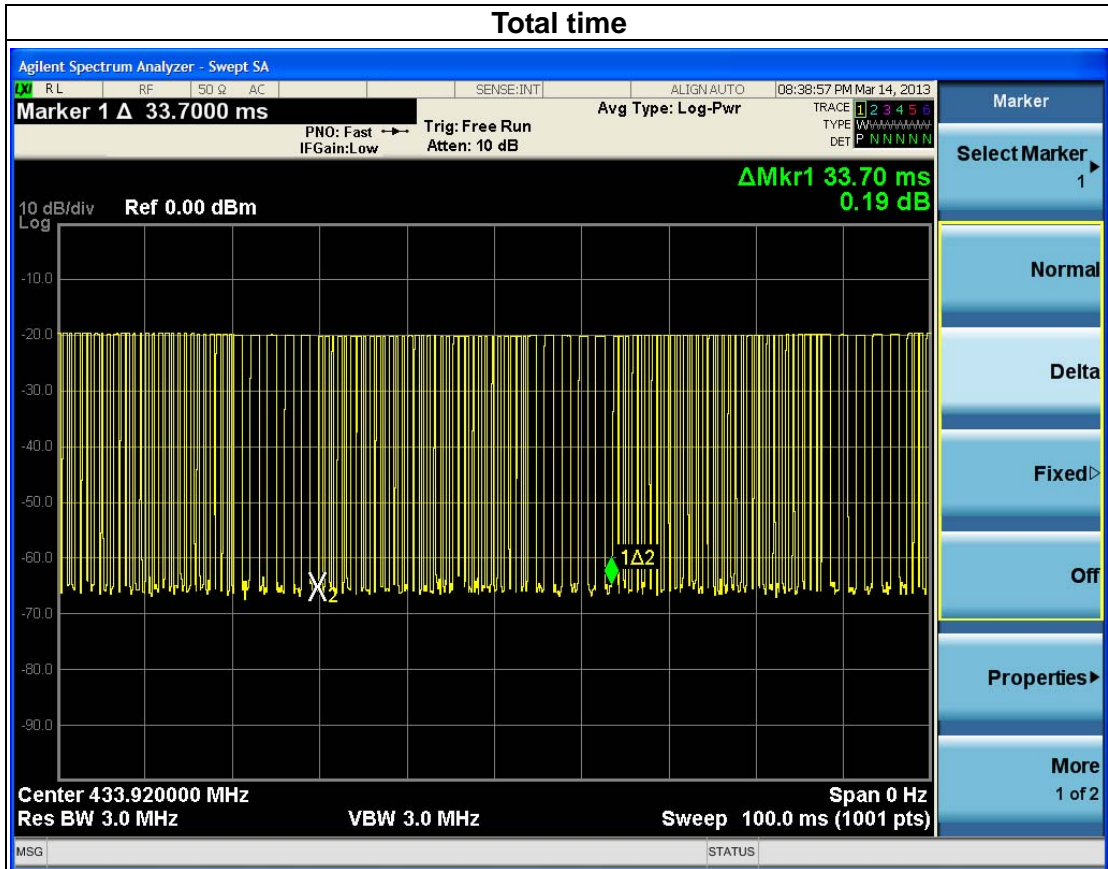 Total time
Agilent Spectrum Analyzer - Swept SA
LXI RL RF 50 Ω AC SENSE:INT ALIGNAUTO 08:38:57 PM Mar 14, 2013
Marker 1 Δ 33.7000 ms
PNO: Fast
IFGain:Low
Trig: Free Run
Atten: 10 dB
Avg Type: Log-Pwr
TRACE 1 2 3 4 5 6
TYPE WWWWWW
DET P N N N N N
ΔMkr1 33.70 ms
0.19 dB
10 dB/div Ref 0.00 dBm
Log
-10.0
-20.0
-30.0
-40.0
-50.0
-60.0
-70.0
-80.0
-90.0
1Δ2
X2
Center 433.920000 MHz Span 0 Hz
Res BW 3.0 MHz VBW 3.0 MHz Sweep 100.0 ms (1001 pts)
MSG STATUS
Marker
Select Marker
1
Normal
Delta
Fixed
Off
Properties
More
1 of 2